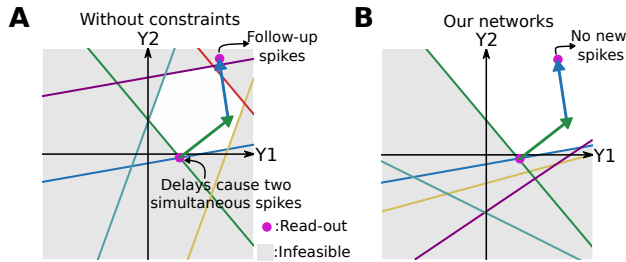 A
Without constraints
Y2
Follow-up
spikes
Y1
Delays cause two
simultaneous spikes
:Read-out
:Infeasible
B
Our networks
Y2
No new
spikes
Y1